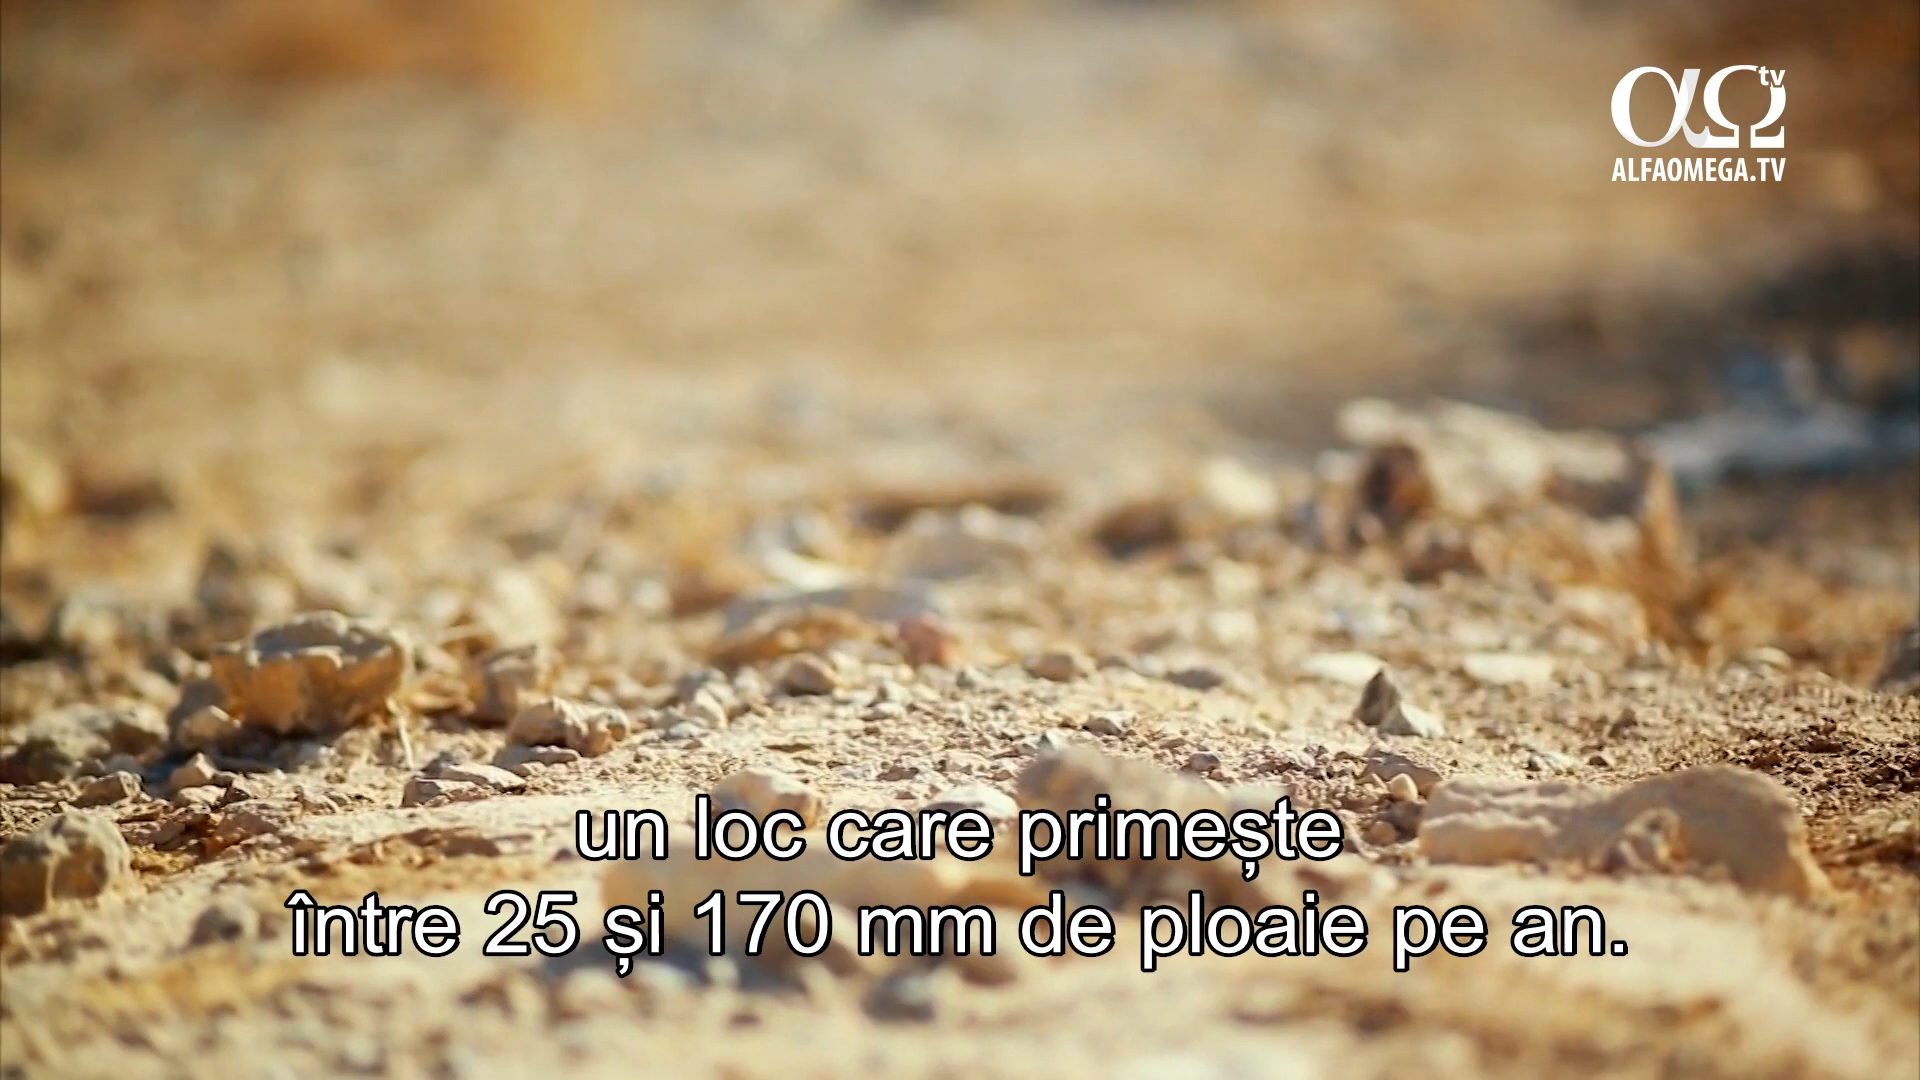 αΩ tv
ALFAOMEGA.TV
un loc care primește
între 25 și 170 mm de ploaie pe an.